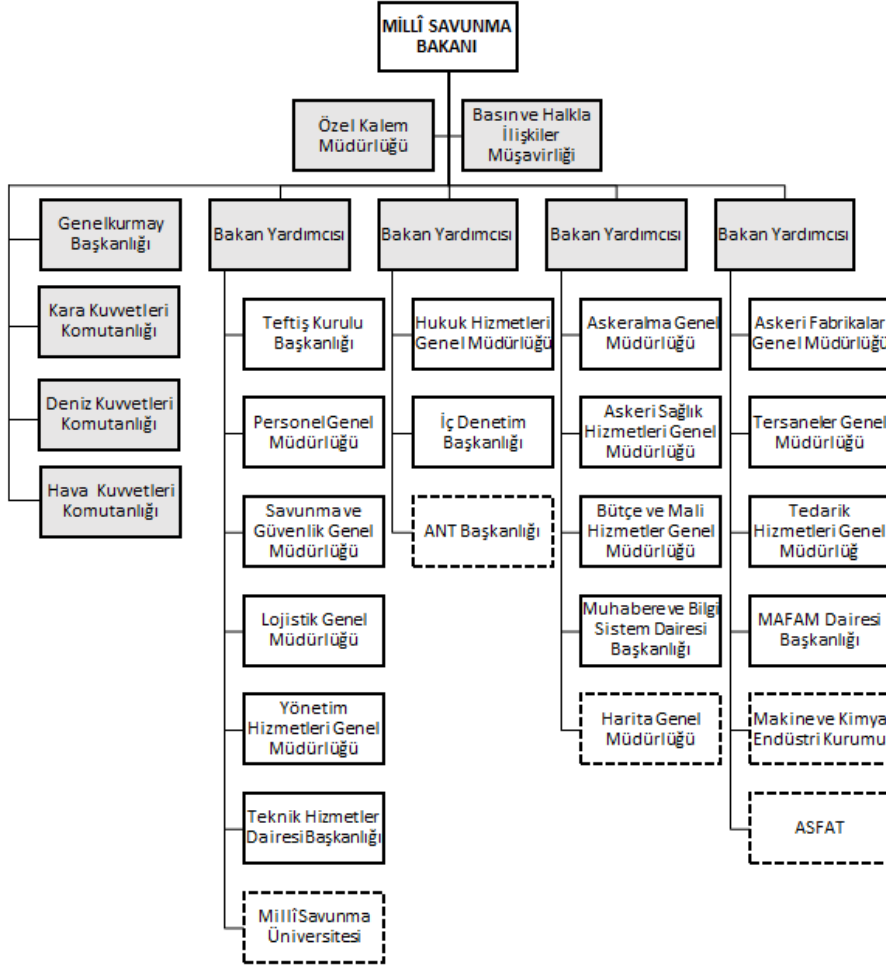 MİLLÎ SAVUNMA
BAKANI
Özel Kalem
Müdürlüğü
Basın ve Halkla
İlişkiler
Müşavirliği
Genelkurmay
Başkanlığı
Kara Kuvvetleri
Komutanlığı
Deniz Kuvvetleri
Komutanlığı
Hava Kuvvetleri
Komutanlığı
Bakan Yardımcısı
Teftiş Kurulu
Başkanlığı
Personel Genel
Müdürlüğü
Savunma ve
Güvenlik Genel
Müdürlüğü
Lojistik Genel
Müdürlüğü
Yönetim
Hizmetleri Genel
Müdürlüğü
Teknik Hizmetler
Dairesi Başkanlığı
Millî Savunma
Üniversitesi
Bakan Yardımcısı
Hukuk Hizmetleri
Genel Müdürlüğü
İç Denetim
Başkanlığı
ANT Başkanlığı
Bakan Yardımcısı
Askeralma Genel
Müdürlüğü
Askeri Sağlık
Hizmetleri Genel
Müdürlüğü
Bütçe ve Mali
Hizmetler Genel
Müdürlüğü
Muhabere ve Bilgi
Sistem Dairesi
Başkanlığı
Harita Genel
Müdürlüğü
Bakan Yardımcısı
Askeri Fabrikalar
Genel Müdürlüğü
Tersaneler Genel
Müdürlüğü
Tedarik
Hizmetleri Genel
Müdürlüğ
MAFAM Dairesi
Başkanlığı
Makine ve Kimya
Endüstri Kurumu
ASFAT